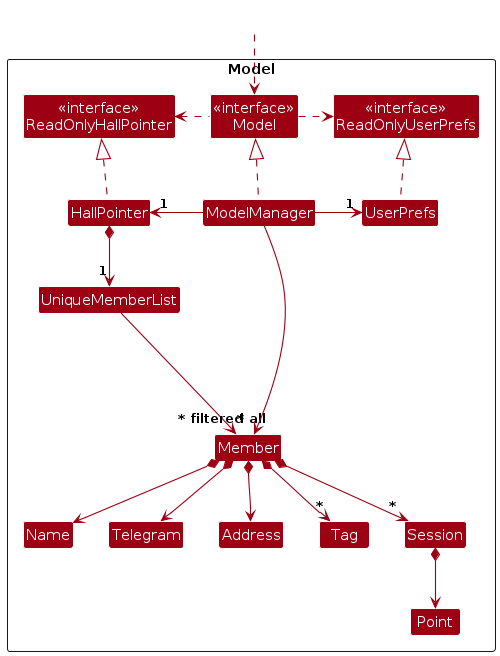 Model
«interface»
ReadOnlyHallPointer
«interface»
Model
«interface»
ReadOnlyUserPrefs
HallPointer
1
ModelManager
1
UserPrefs
1
UniqueMemberList
* filtered
* all
Member
Name
Telegram
Address
*
Tag
*
Session
Point